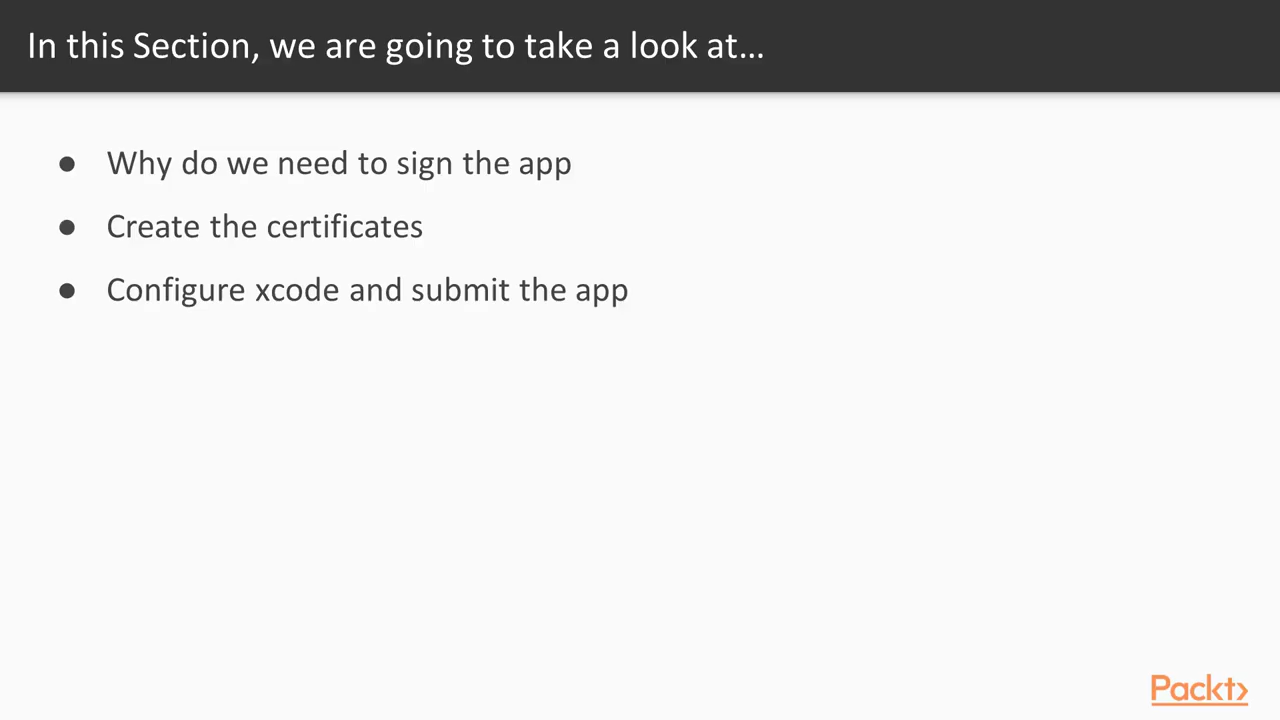 In this Section, we are going to take a look at...
● Why do we need to sign the app
● Create the certificates
● Configure xcode and submit the app
Packt>